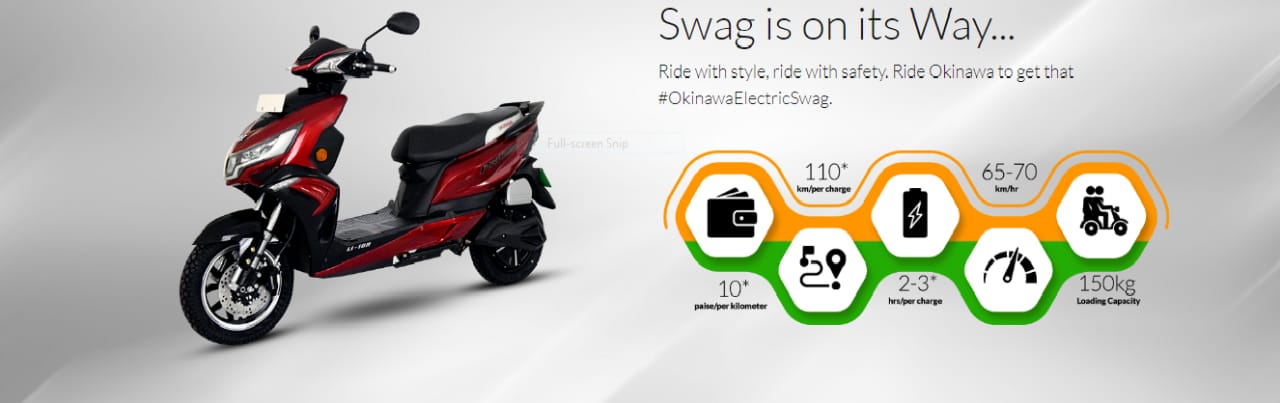 Swag is on its Way...
Ride with style, ride with safety. Ride Okinawa to get that
#OkinawaElectricSwag.
Full-screen Snip
110*
km/per charge
65-70
km/hr
10*
paise/per kilometer
2-3*
hrs/per charge
150kg
Loading Capacity
LI-ION